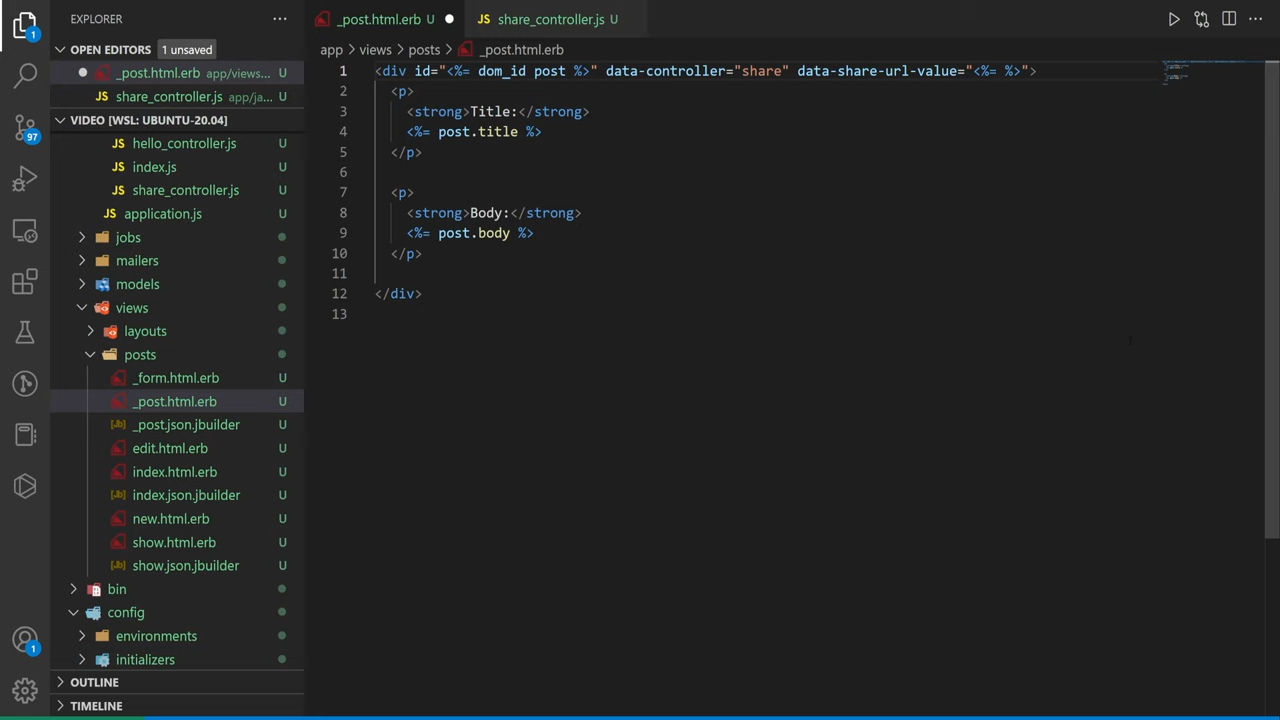 EXPLORER
OPEN EDITORS 1 unsaved
_post.html.erb app/views... U
share_controller.js app/ja... U
VIDEO [WSL: UBUNTU-20.04]
hello_controller.js U
index.js U
share_controller.js U
application.js U
jobs
mailers
models
views
layouts
posts
_form.html.erb U
_post.html.erb U
_post.json.jbuilder U
edit.html.erb U
index.html.erb U
index.json.jbuilder U
new.html.erb U
show.html.erb U
show.json.jbuilder U
bin
config
environments
initializers
OUTLINE
TIMELINE
1
97
1
_post.html.erb U
JS share_controller.js U
app > views > posts > _post.html.erb
1 <div id="<%= dom_id post %>" data-controller="share" data-share-url-value="<%= %>">
2 <p>
3 <strong>Title:</strong>
4 <%= post.title %>
5 </p>
6
7 <p>
8 <strong>Body:</strong>
9 <%= post.body %>
10 </p>
11
12 </div>
13